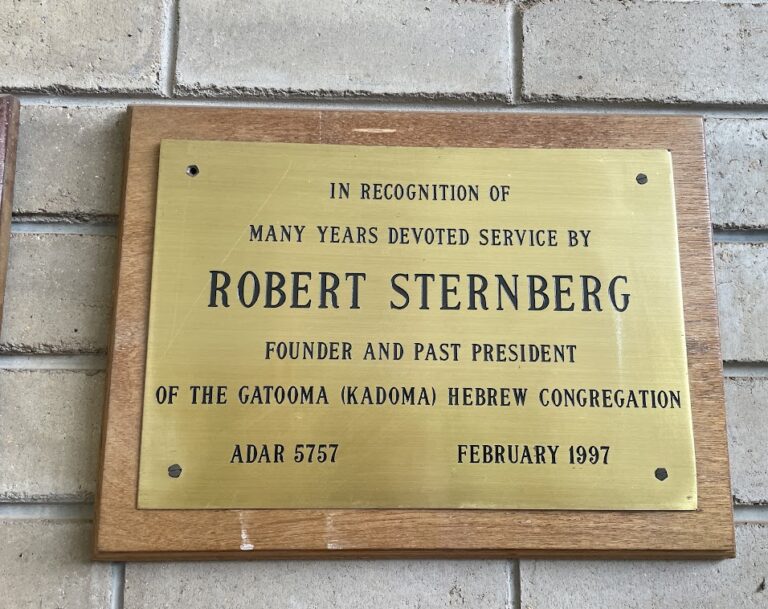 IN RECOGNITION OF
MANY YEARS DEVOTED SERVICE BY
ROBERT STERNBERG
FOUNDER AND PAST PRESIDENT
OF THE GATOOMA (KADOMA) HEBREW CONGREGATION
ADAR 5757 FEBRUARY 1997